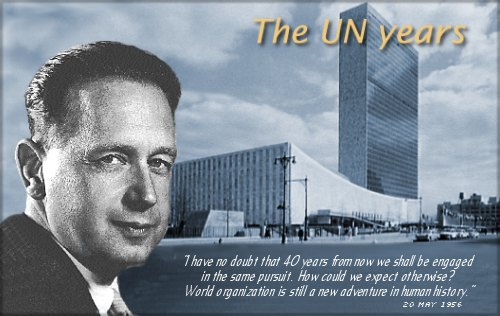 The UN years
"I have no doubt that 40 years from now we shall be engaged
in the same pursuit. How could we expect otherwise?
World organization is still a new adventure in human history."
20 MAY 1956